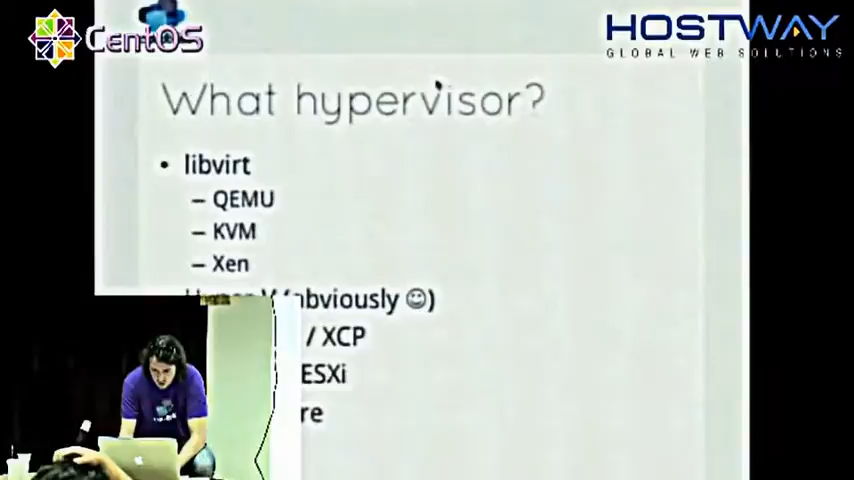 CentOS
HOSTWAY
GLOBAL WEB SOLUTIONS
What hypervisor?
• libvirt
– QEMU
– KVM
– Xen
(obviously ☺)
/ XCP
ESXi
re